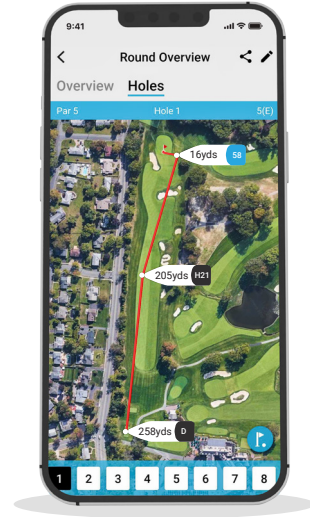 9:41
Round Overview
Overview Holes
Par 5 Hole 1 5(E)
16yds 58
205yds H21
258yds D
1 2 3 4 5 6 7 8